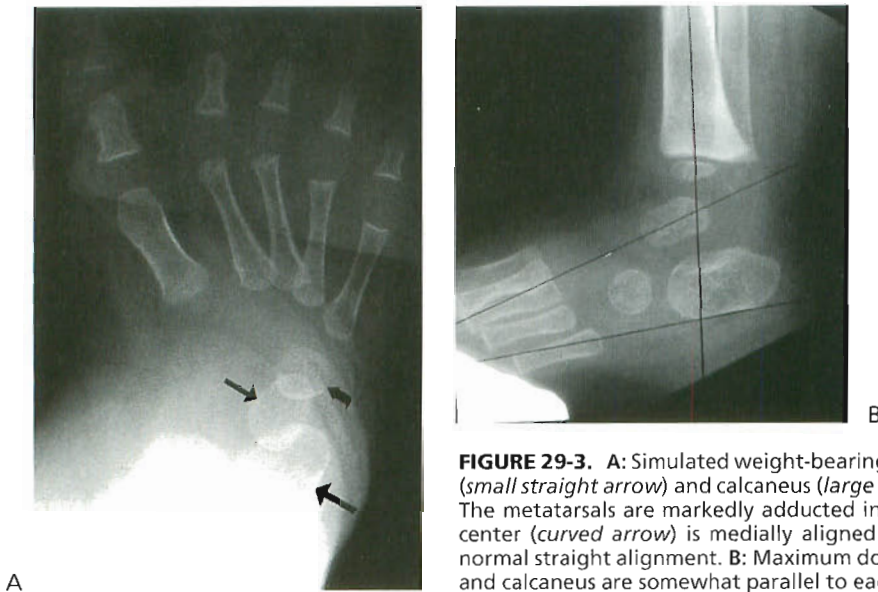 A
B
FIGURE 29-3. A: Simulated weight-bearing
(small straight arrow) and calcaneus (large
The metatarsals are markedly adducted in
center (curved arrow) is medially aligned
normal straight alignment. B: Maximum do
and calcaneus are somewhat parallel to ea